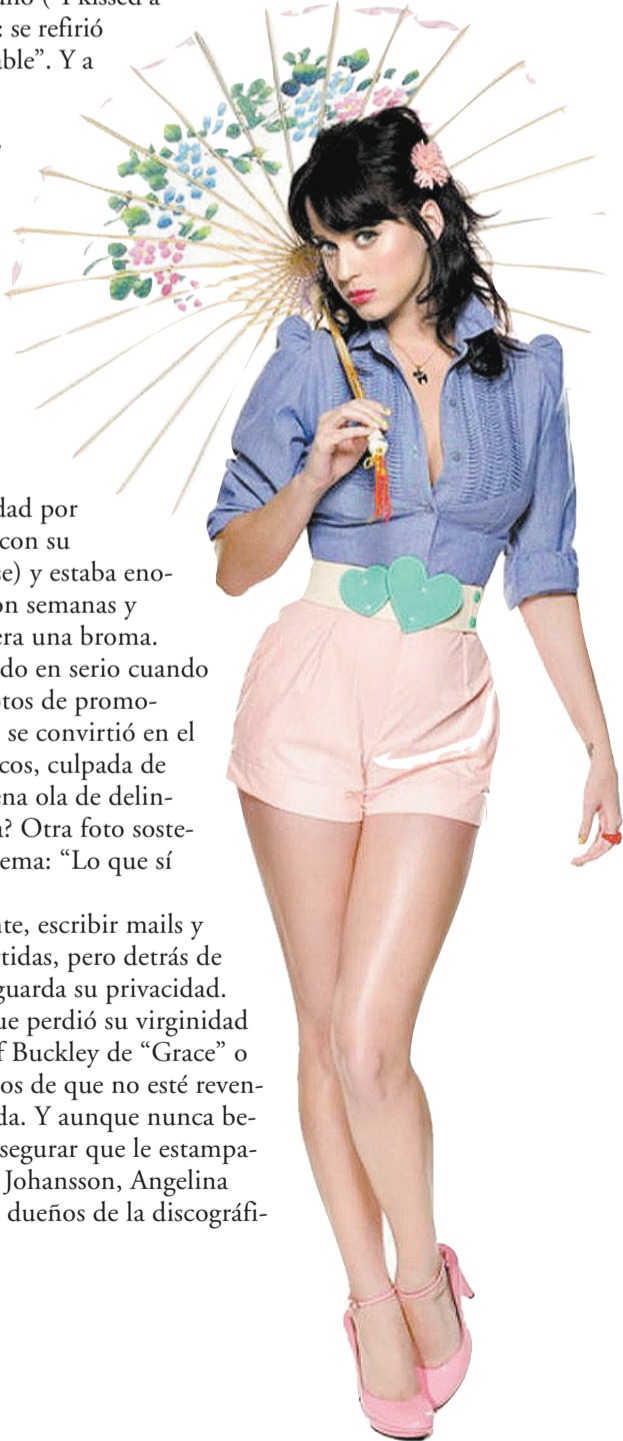 ("I kissed a
: se refirió
able”. Y a
dad por
con su
se) y estaba eno-
on semanas y
era una broma.
do en serio cuando
otos de promo-
se convirtió en el
cos, culpada de
ena ola de delin-
a? Otra foto soste-
ema: “Lo que sí
nte, escribir mails y
rtidas, pero detrás de
guarda su privacidad.
ue perdió su virginidad
f Buckley de “Grace” o
os de que no esté reven-
da. Y aunque nunca be-
segurar que le estampa-
Johansson, Angelina
dueños de la discográfi-